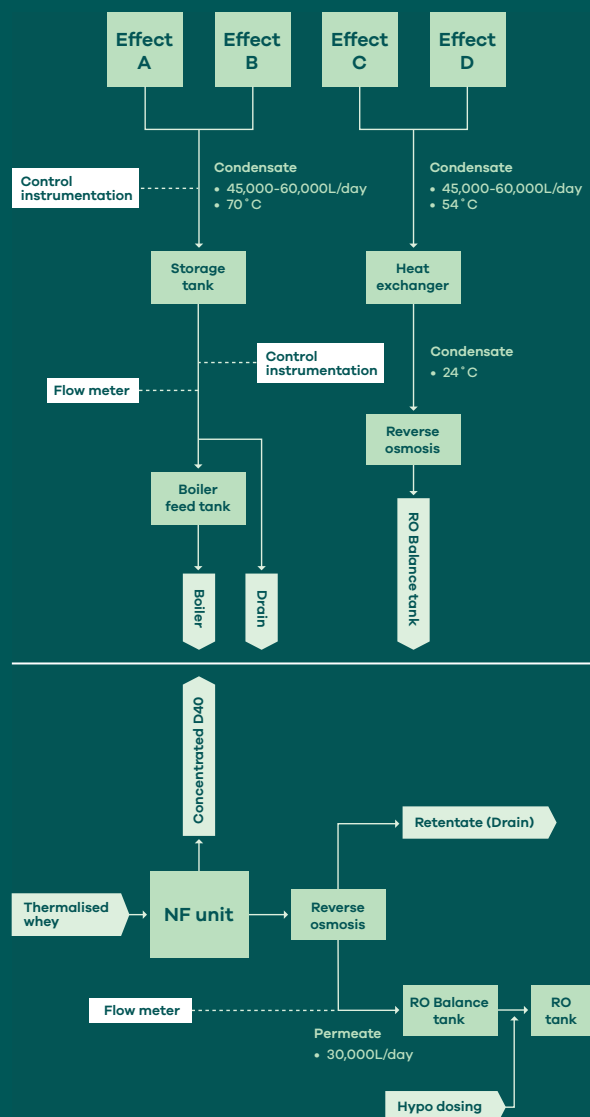 Effect
A
Effect
B
Effect
C
Effect
D
Condensate
• 45,000-60,000L/day
• 70˚C
Condensate
• 45,000-60,000L/day
• 54˚C
Control
instrumentation
Storage
tank
Heat
exchanger
Control
instrumentation
Condensate
• 24˚C
Flow meter
Reverse
osmosis
Boiler
feed tank
Boiler
Drain
RO Balance tank
Concentrated D40
Retentate (Drain)
Thermalised
whey
NF unit
Reverse
osmosis
Flow meter
RO Balance
tank
RO
tank
Permeate
• 30,000L/day
Hypo dosing